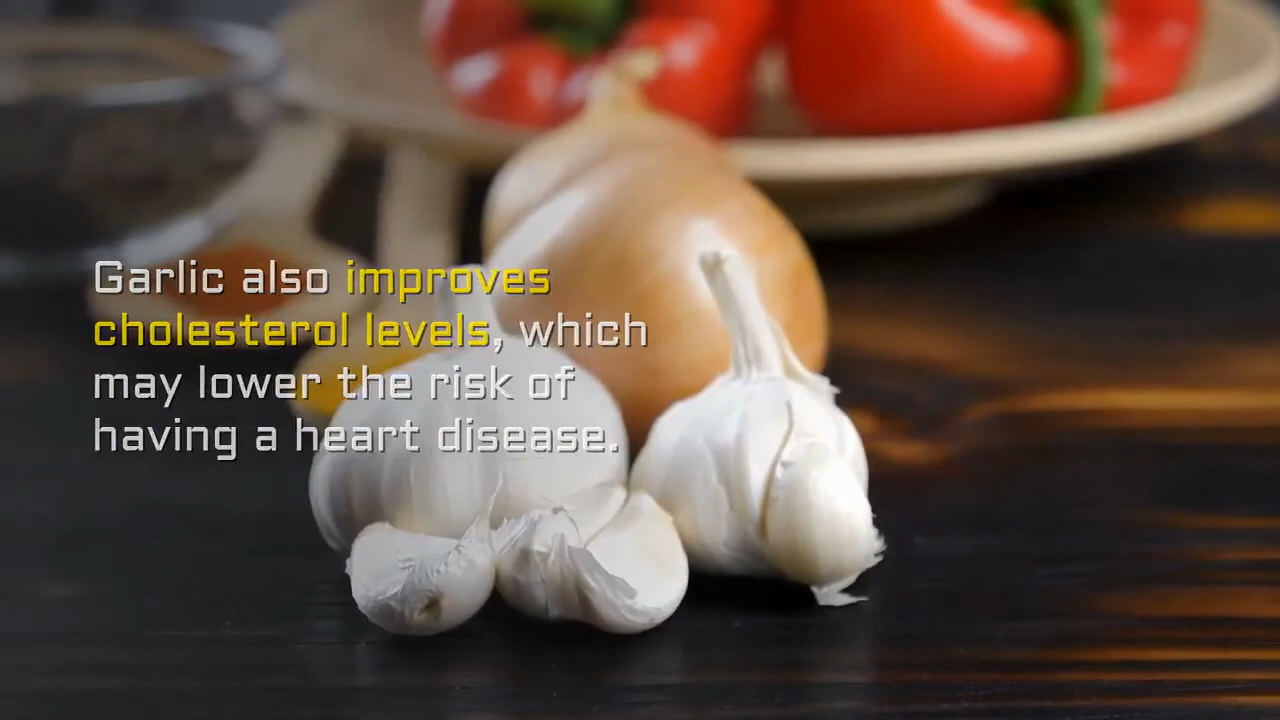 Garlic also improves
cholesterol levels, which
may lower the risk of
having a heart disease.